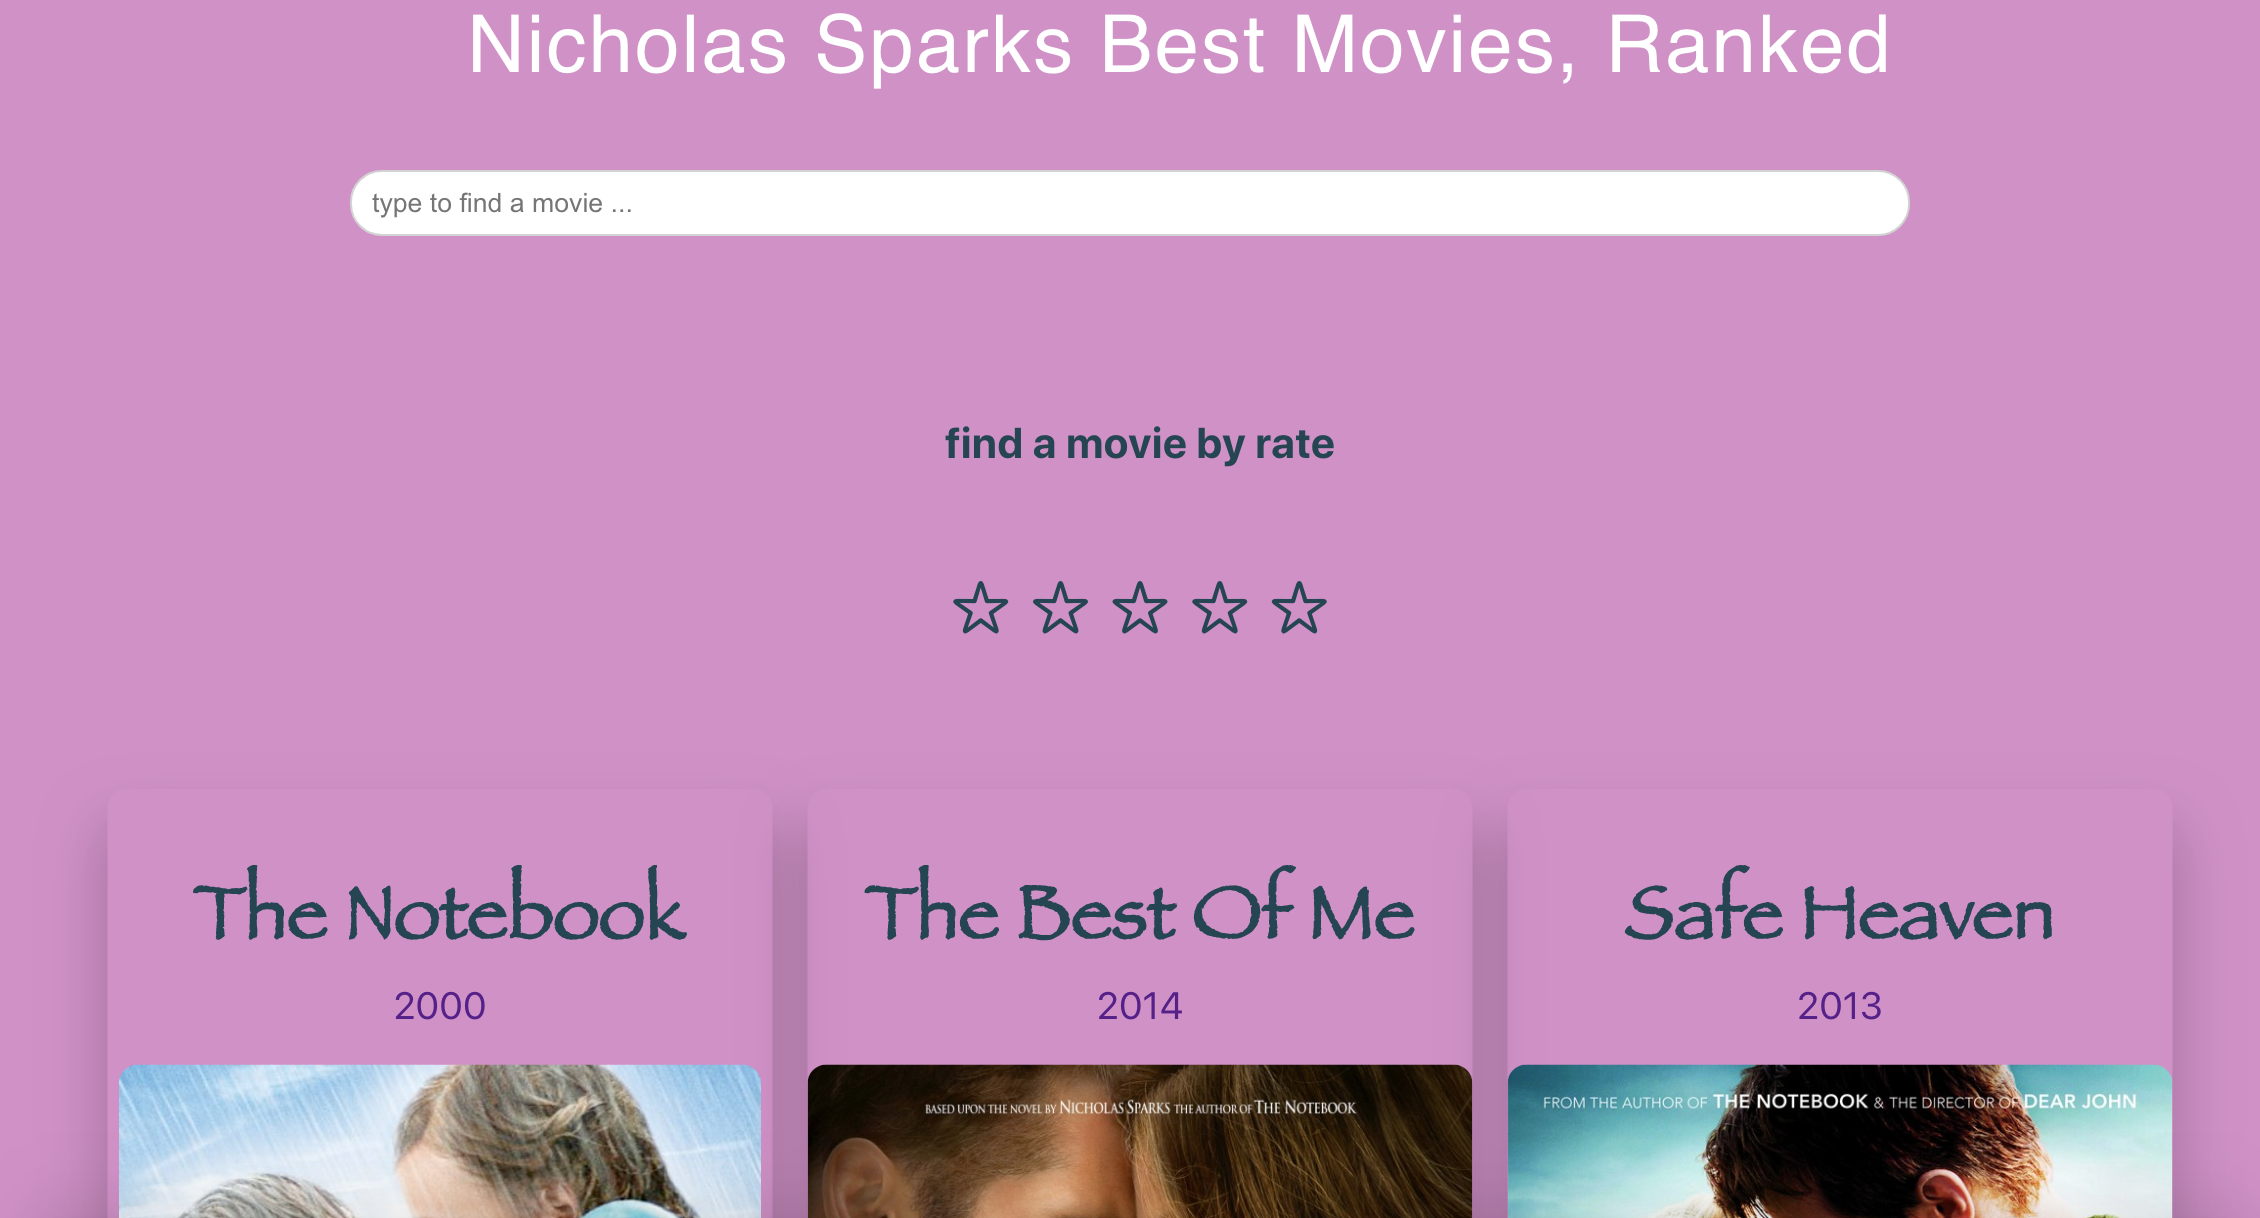 Nicholas Sparks Best Movies, Ranked
type to find a movie ...
find a movie by rate
The Notebook
2000
The Best Of Me
2014
Safe Heaven
2013
BASED UPON THE NOVEL BY NICHOLAS SPARKS THE AUTHOR OF THE NOTEBOOK
FROM THE AUTHOR OF THE NOTEBOOK & THE DIRECTOR OF DEAR JOHN